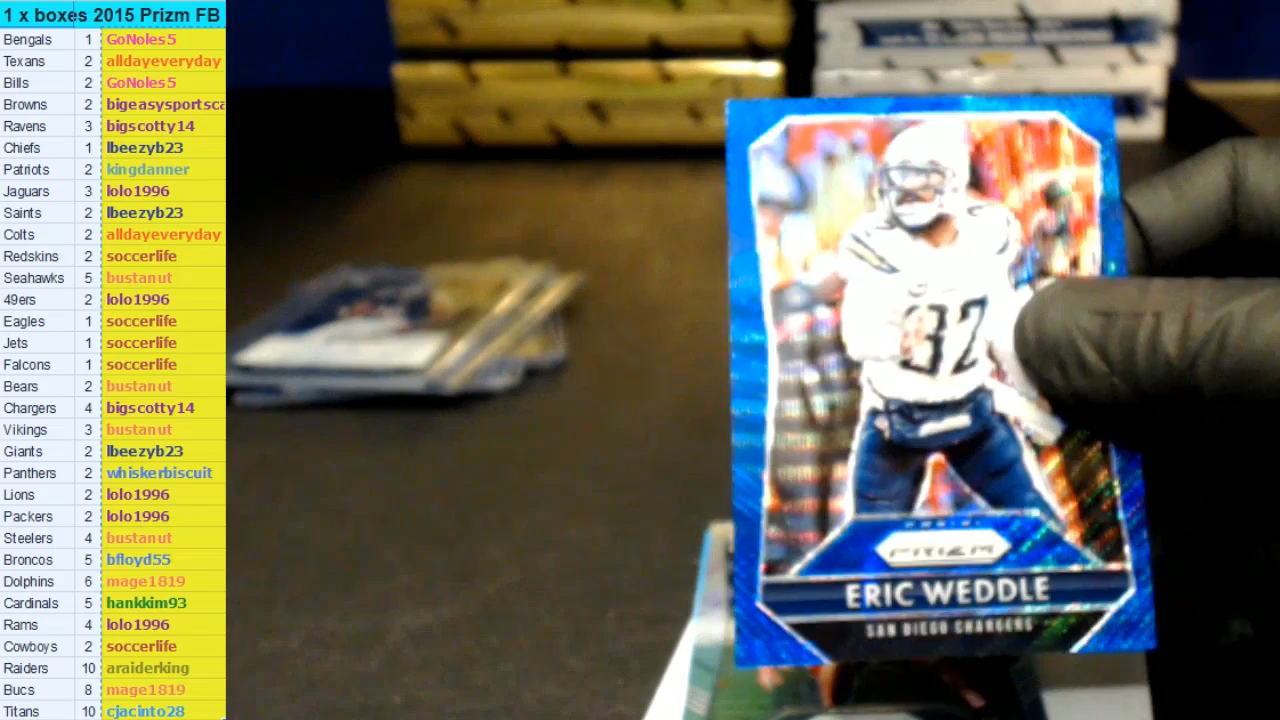 1 x boxes 2015 Prizm FB
Bengals 1 GoNoles5
Texans 2 alldayeveryday
Bills 2 GoNoles5
Browns 2 bigeasysportsca
Ravens 3 bigscotty14
Chiefs 1 lbeezyb23
Patriots 2 kingdanner
Jaguars 3 lolo1996
Saints 2 lbeezyb23
Colts 2 alldayeveryday
Redskins 2 soccerlife
Seahawks 5 bustanut
49ers 2 lolo1996
Eagles 1 soccerlife
Jets 1 soccerlife
Falcons 1 soccerlife
Bears 2 bustanut
Chargers 4 bigscotty14
Vikings 3 bustanut
Giants 2 lbeezyb23
Panthers 2 whiskerbiscuit
Lions 2 lolo1996
Packers 2 lolo1996
Steelers 4 bustanut
Broncos 5 bfloyd55
Dolphins 6 mage1819
Cardinals 5 hankkim93
Rams 4 lolo1996
Cowboys 2 soccerlife
Raiders 10 araiderking
Bucs 8 mage1819
Titans 10 cjacinto28
32
PANINI
PRIZM
ERIC WEDDLE
SAN DIEGO CHARGERS